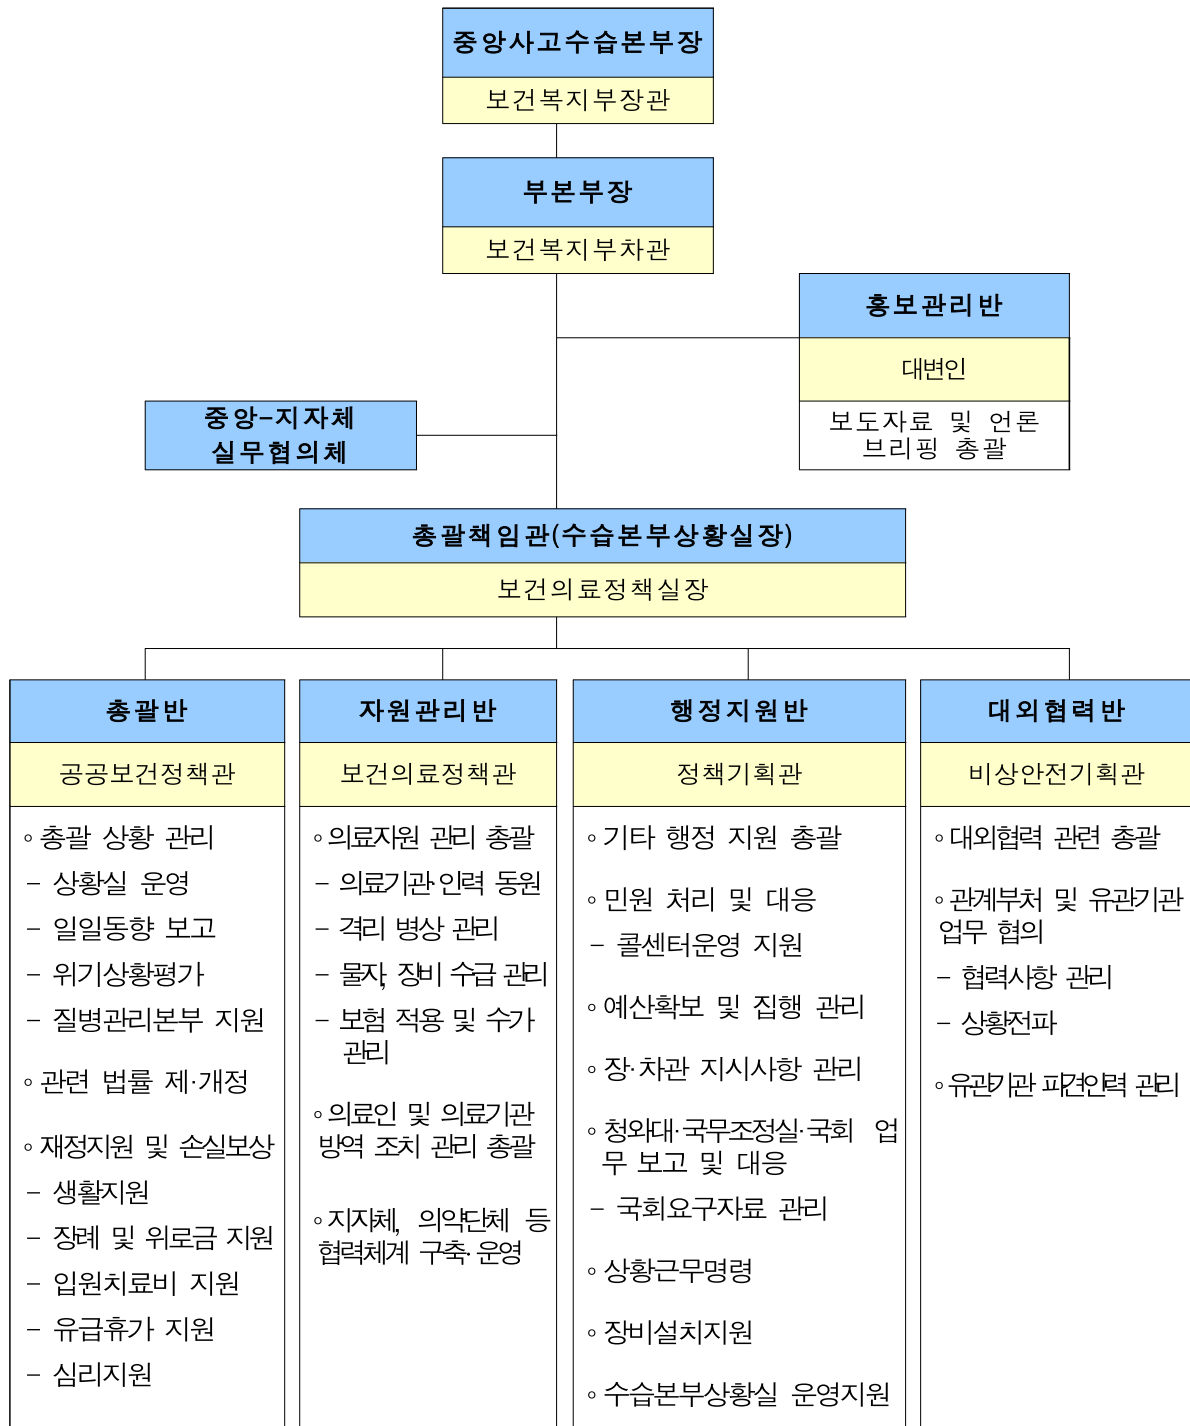 중앙사고수습본부장
보건복지부장관
부본부장
보건복지부차관
홍보관리반
대변인
보도자료 및 언론
브리핑 총괄
중앙–지자체
실무협의체
총괄책임관(수습본부상황실장)
보건의료정책실장
총괄반
공공보건정책관
◦ 총괄 상황 관리
– 상황실 운영
– 일일동향 보고
– 위기상황평가
– 질병관리본부 지원
◦ 관련 법률 제·개정
◦ 재정지원 및 손실보상
– 생활지원
– 장례 및 위로금 지원
– 입원치료비 지원
– 유급휴가 지원
– 심리지원
자원관리반
보건의료정책관
◦ 의료자원 관리 총괄
– 의료기관·인력 동원
– 격리 병상 관리
– 물자, 장비 수급 관리
– 보험 적용 및 수가
관리
◦ 의료인 및 의료기관
방역 조치 관리 총괄
◦ 지자체, 의약단체 등
협력체계 구축·운영
행정지원반
정책기획관
◦ 기타 행정 지원 총괄
◦ 민원 처리 및 대응
– 콜센터운영 지원
◦ 예산확보 및 집행 관리
◦ 장·차관 지시사항 관리
◦ 청와대·국무조정실·국회 업
무 보고 및 대응
– 국회요구자료 관리
◦ 상황근무명령
◦ 장비설치지원
◦ 수습본부상황실 운영지원
대외협력반
비상안전기획관
◦ 대외협력 관련 총괄
◦ 관계부처 및 유관기관
업무 협의
– 협력사항 관리
– 상황전파
◦ 유관기관 파견인력 관리